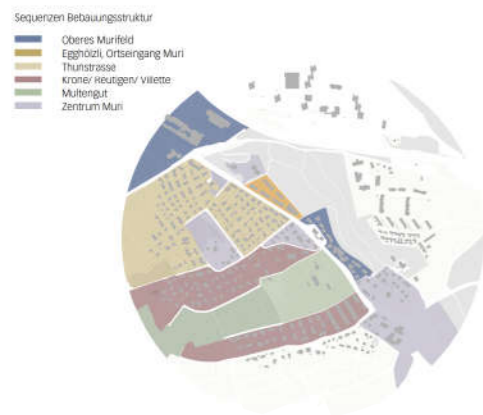 Sequenzen Bebauungsstruktur
Oberes Murifeld
Egghölzli, Ortseingang Muri
Thunstrasse
Krone/ Reutigen/ Villette
Multengut
Zentrum Muri